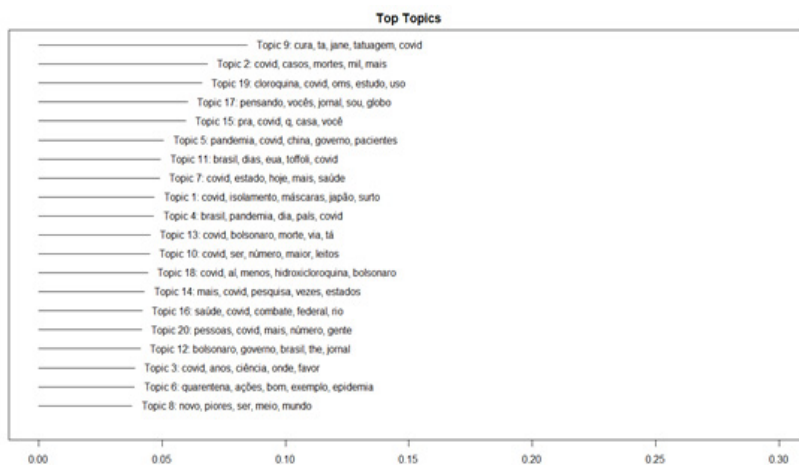 Top Topics
Topic 9: cura, ta, jane, tatuagem, covid
Topic 2: covid, casos, mortes, mil, mais
Topic 19: cloroquina, covid, oms, estudo, uso
Topic 17: pensando, vocês, jornal, sou, globo
Topic 15: pra, covid, q, casa, você
Topic 5: pandemia, covid, china, governo, pacientes
Topic 11: brasil, dias, eua, toffoli, covid
Topic 7: covid, estado, hoje, mais, saúde
Topic 1: covid, isolamento, máscaras, japão, surto
Topic 4: brasil, pandemia, dia, país, covid
Topic 13: covid, bolsonaro, morte, via, tá
Topic 10: covid, ser, número, maior, leitos
Topic 18: covid, aí, menos, hidroxicloroquina, bolsonaro
Topic 14: mais, covid, pesquisa, vezes, estados
Topic 16: saúde, covid, combate, federal, rio
Topic 20: pessoas, covid, mais, número, gente
Topic 12: bolsonaro, governo, brasil, the, jornal
Topic 3: covid, anos, ciência, onde, favor
Topic 6: quarentena, ações, bom, exemplo, epidemia
Topic 8: novo, piores, ser, meio, mundo
0.00 0.05 0.10 0.15 0.20 0.25 0.30